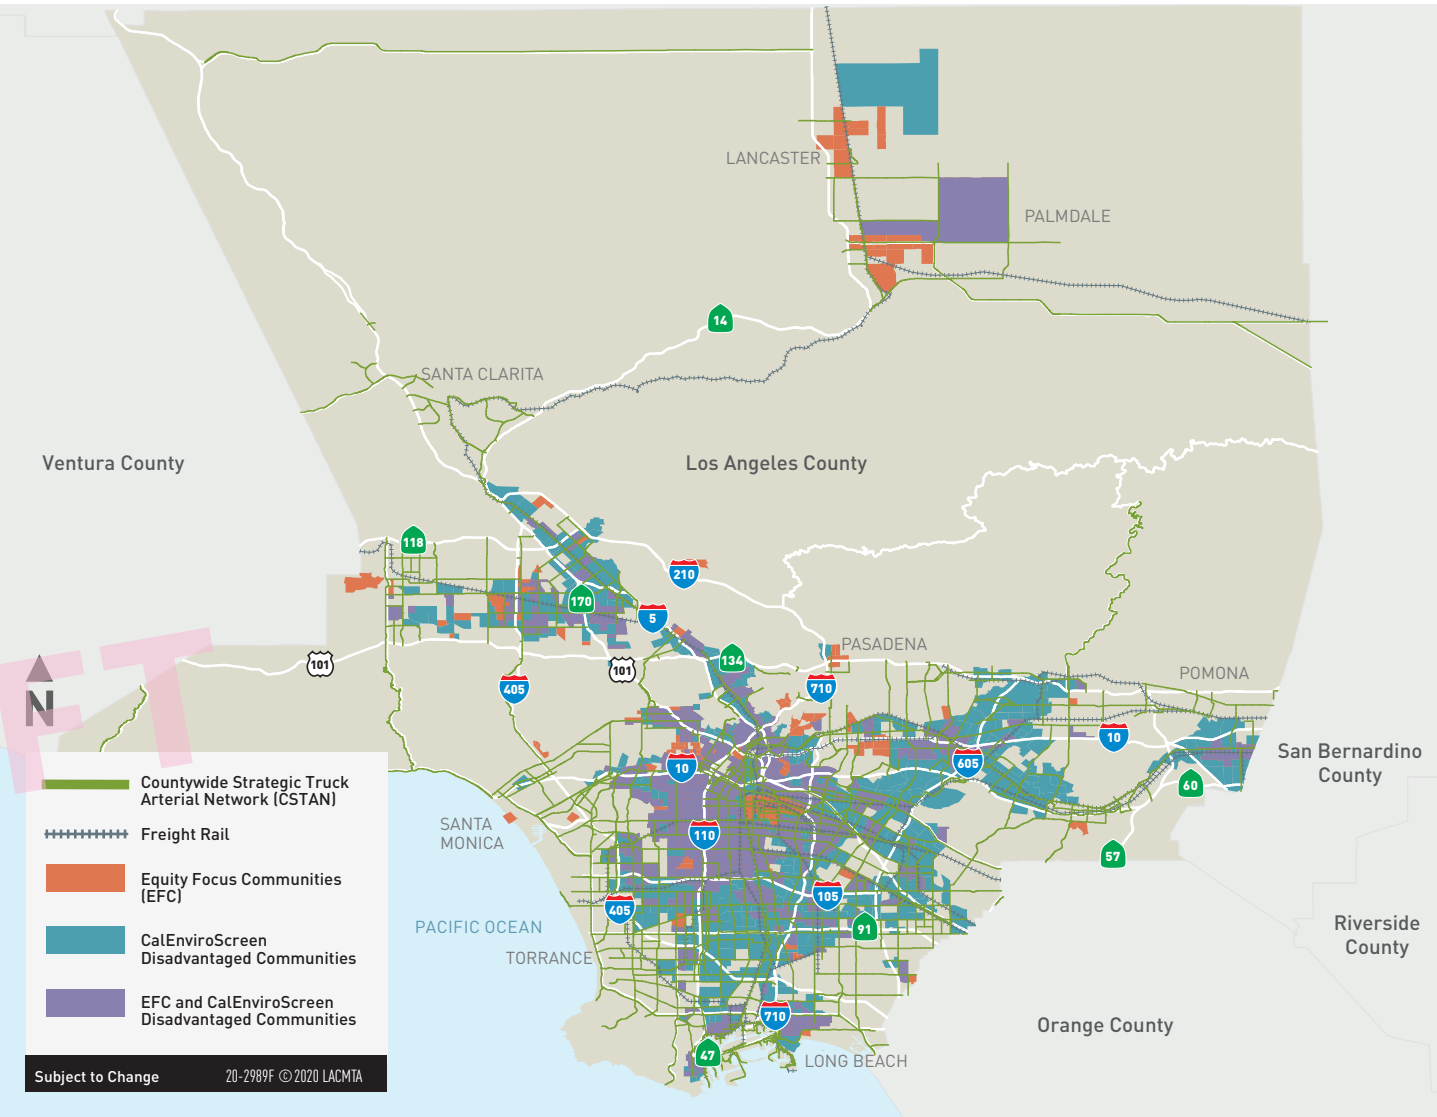 LANCASTER
PALMDALE
14
SANTA CLARITA
Ventura County
Los Angeles County
118
210
170
5
PASADENA
134
101
101
POMONA
405
710
10
San Bernardino
County
605
10
60
SANTA
MONICA
110
57
105
405
91
PACIFIC OCEAN
TORRANCE
Riverside
County
710
Orange County
47
LONG BEACH
FT
N
Countywide Strategic Truck
Arterial Network (CSTAN)
Freight Rail
Equity Focus Communities
(EFC)
CalEnviroScreen
Disadvantaged Communities
EFC and CalEnviroScreen
Disadvantaged Communities
Subject to Change 20-2989F ©2020 LACMTA